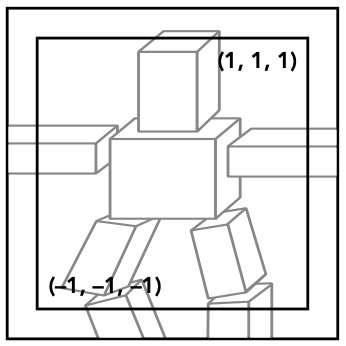 (1, 1, 1)
(–1, –1, –1)